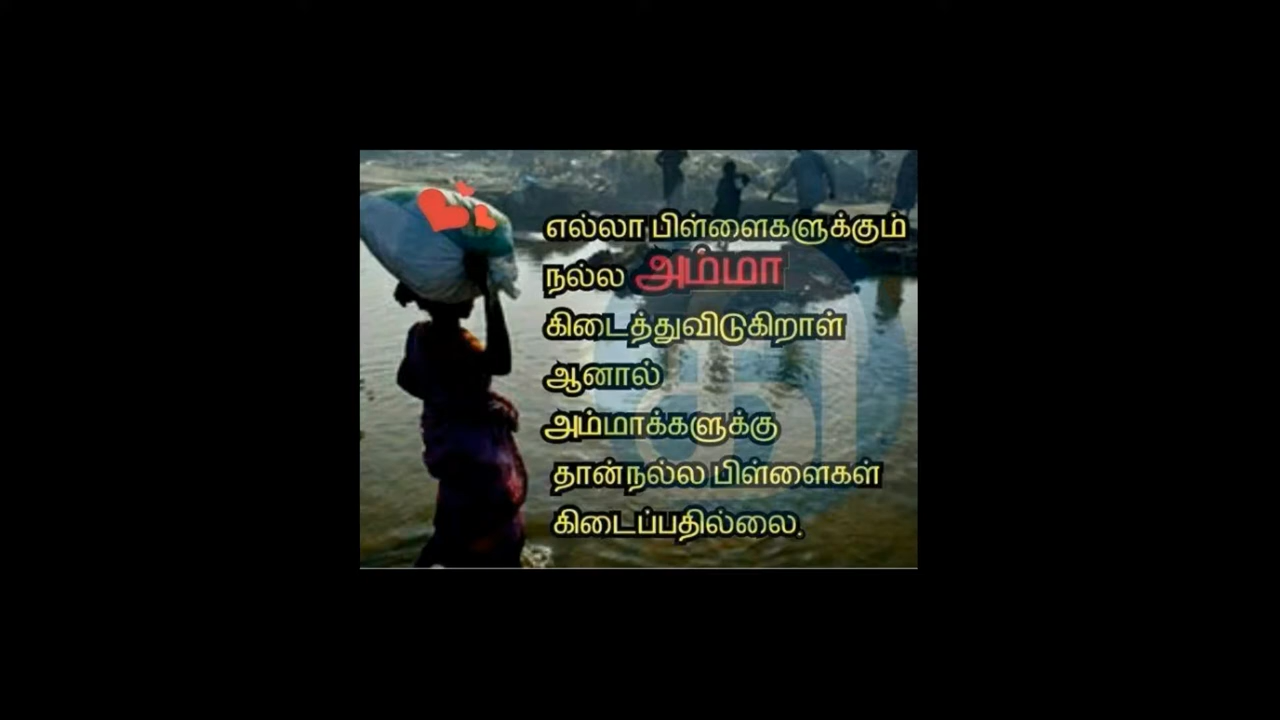 எல்லா பிள்ளைகளுக்கும்
நல்ல அம்மா
கிடைத்துவிடுகிறாள்
ஆனால்
அம்மாக்களுக்கு
தான்நல்ல பிள்ளைகள்
கிடைப்பதில்லை.